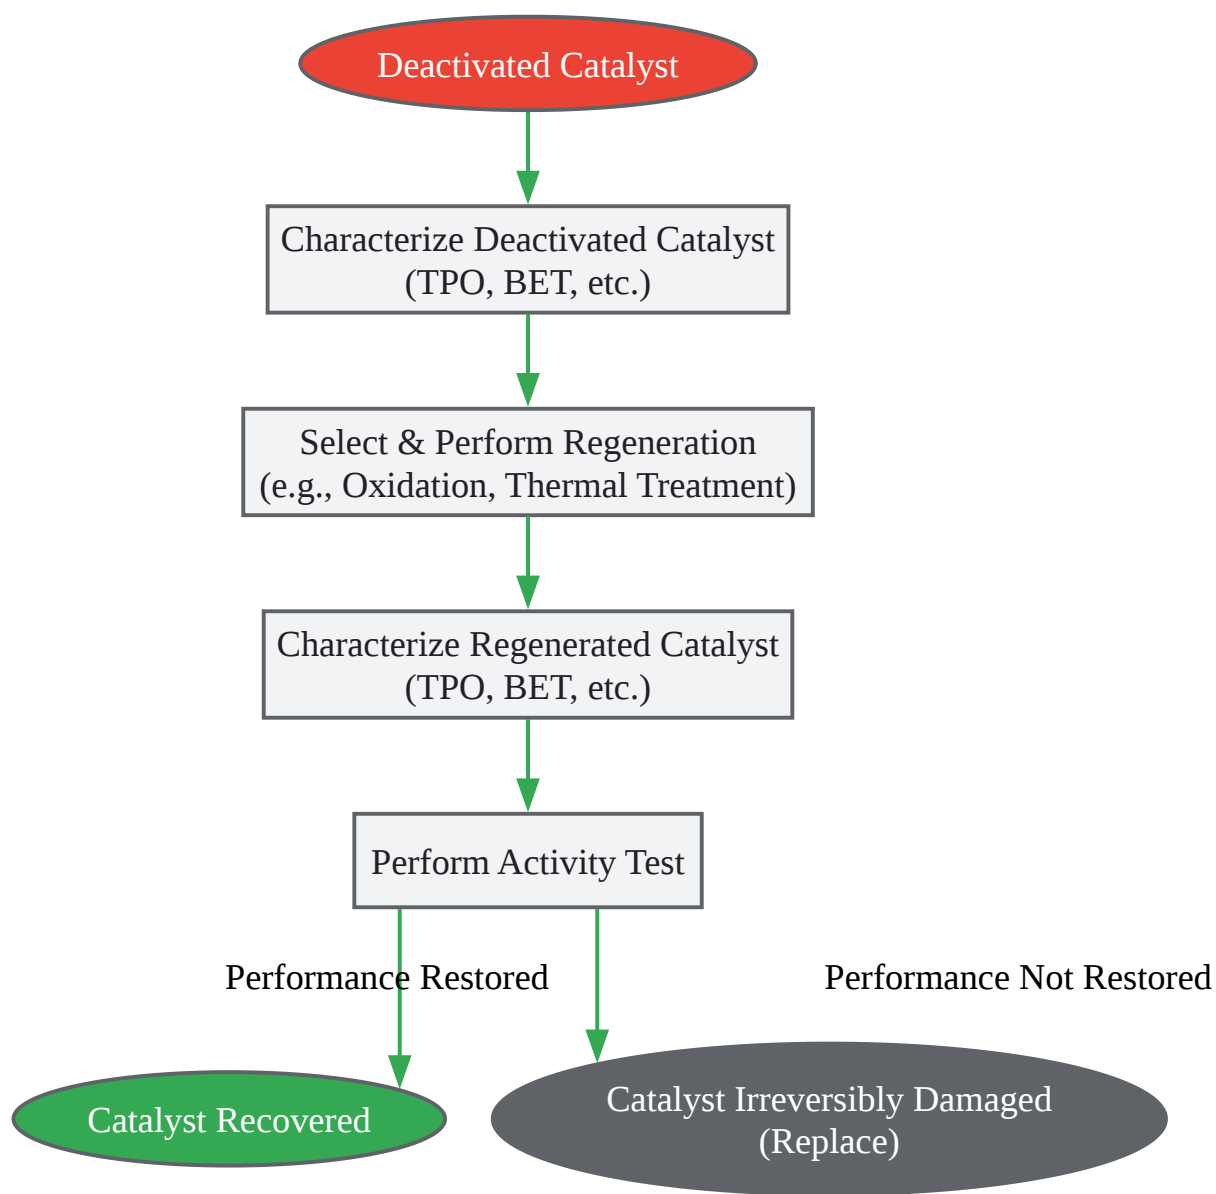 Deactivated Catalyst
Characterize Deactivated Catalyst
(TPO, BET, etc.)
Select & Perform Regeneration
(e.g., Oxidation, Thermal Treatment)
Characterize Regenerated Catalyst
(TPO, BET, etc.)
Perform Activity Test
Performance Restored
Performance Not Restored
Catalyst Recovered
Catalyst Irreversibly Damaged
(Replace)